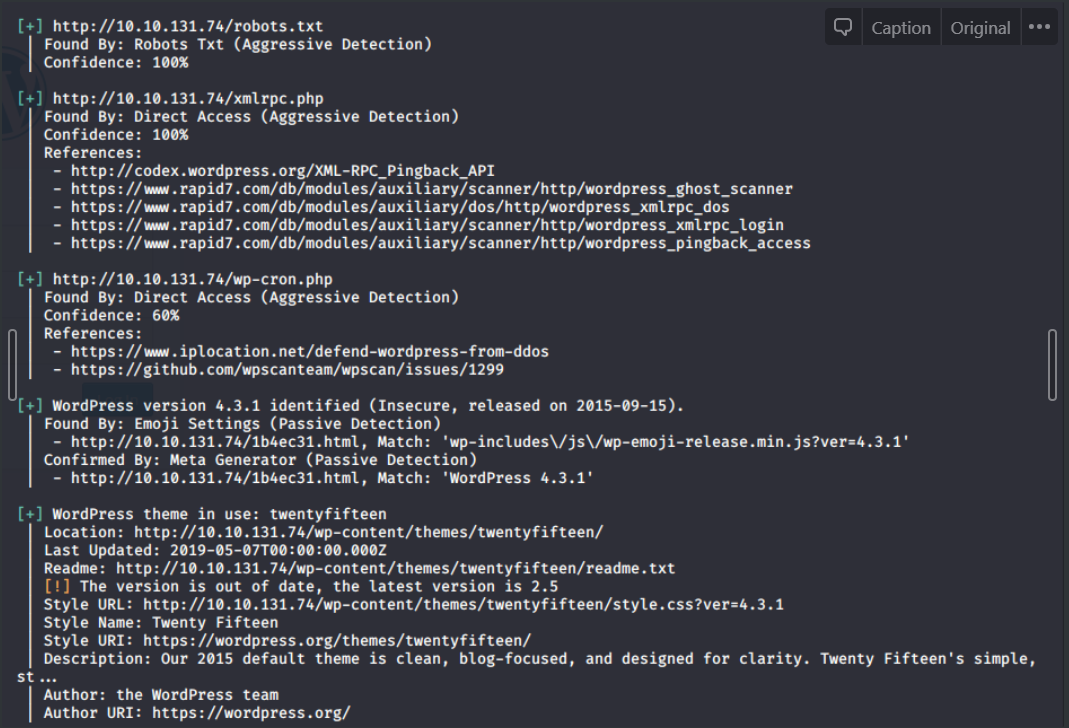 Caption Original •••
[+] http://10.10.131.74/robots.txt
| Found By: Robots Txt (Aggressive Detection)
| Confidence: 100%
[+] http://10.10.131.74/xmlrpc.php
| Found By: Direct Access (Aggressive Detection)
| Confidence: 100%
| References:
|  - http://codex.wordpress.org/XML-RPC_Pingback_API
|  - https://www.rapid7.com/db/modules/auxiliary/scanner/http/wordpress_ghost_scanner
|  - https://www.rapid7.com/db/modules/auxiliary/dos/http/wordpress_xmlrpc_dos
|  - https://www.rapid7.com/db/modules/auxiliary/scanner/http/wordpress_xmlrpc_login
|  - https://www.rapid7.com/db/modules/auxiliary/scanner/http/wordpress_pingback_access
[+] http://10.10.131.74/wp-cron.php
| Found By: Direct Access (Aggressive Detection)
| Confidence: 60%
| References:
|  - https://www.iplocation.net/defend-wordpress-from-ddos
|  - https://github.com/wpscanteam/wpscan/issues/1299
[+] WordPress version 4.3.1 identified (Insecure, released on 2015-09-15).
| Found By: Emoji Settings (Passive Detection)
|  - http://10.10.131.74/1b4ec31.html, Match: 'wp-includes\/js\/wp-emoji-release.min.js?ver=4.3.1'
| Confirmed By: Meta Generator (Passive Detection)
|  - http://10.10.131.74/1b4ec31.html, Match: 'WordPress 4.3.1'
[+] WordPress theme in use: twentyfifteen
| Location: http://10.10.131.74/wp-content/themes/twentyfifteen/
| Last Updated: 2019-05-07T00:00:00.000Z
| Readme: http://10.10.131.74/wp-content/themes/twentyfifteen/readme.txt
| [!] The version is out of date, the latest version is 2.5
| Style URL: http://10.10.131.74/wp-content/themes/twentyfifteen/style.css?ver=4.3.1
| Style Name: Twenty Fifteen
| Style URI: https://wordpress.org/themes/twentyfifteen/
| Description: Our 2015 default theme is clean, blog-focused, and designed for clarity. Twenty Fifteen's simple,
st...
| Author: the WordPress team
| Author URI: https://wordpress.org/